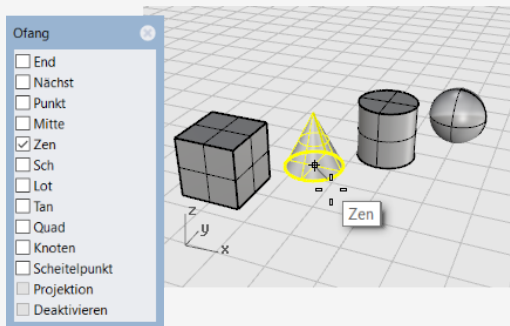 Ofang
End
Nächst
Punkt
Mitte
Zen
Sch
Lot
Tan
Quad
Knoten
Scheitelpunkt
Projektion
Deaktivieren
Zen
z
y
x